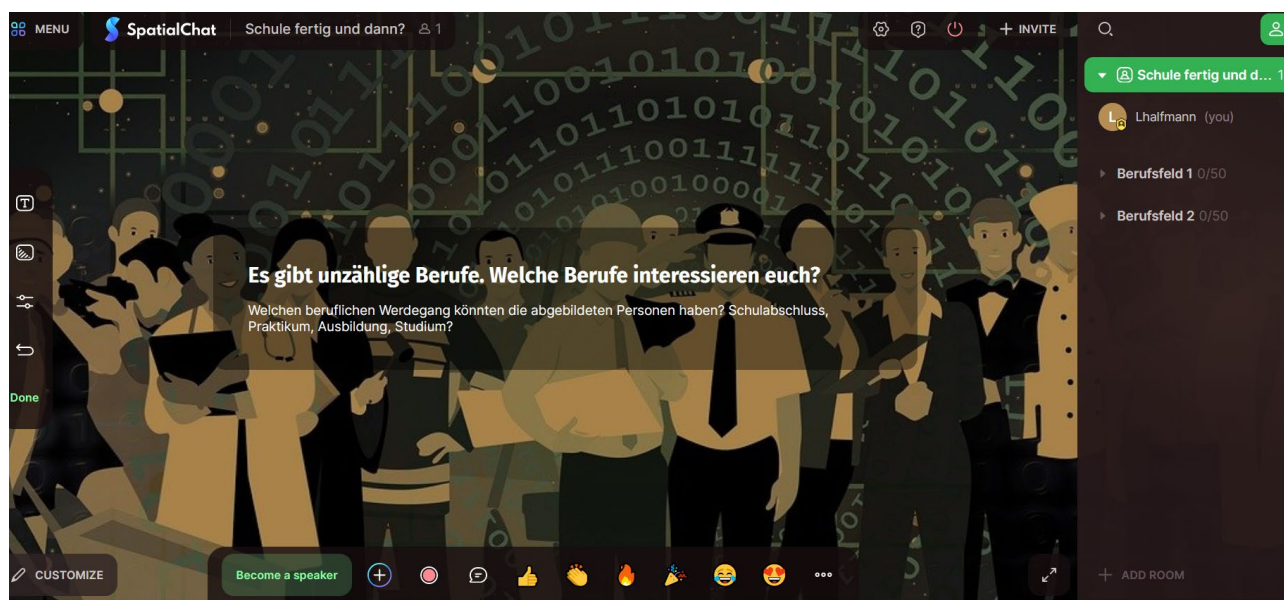 MENU
SpatialChat
Schule fertig und dann? 1
+ INVITE
Schule fertig und d... 1
L Lhalfmann (you)
Berufsfeld 1 0/50
Berufsfeld 2 0/50
Es gibt unzählige Berufe. Welche Berufe interessieren euch?
Welchen beruflichen Werdegang könnten die abgebildeten Personen haben? Schulabschluss,
Praktikum, Ausbildung, Studium?
Done
CUSTOMIZE
Become a speaker
+ ADD ROOM